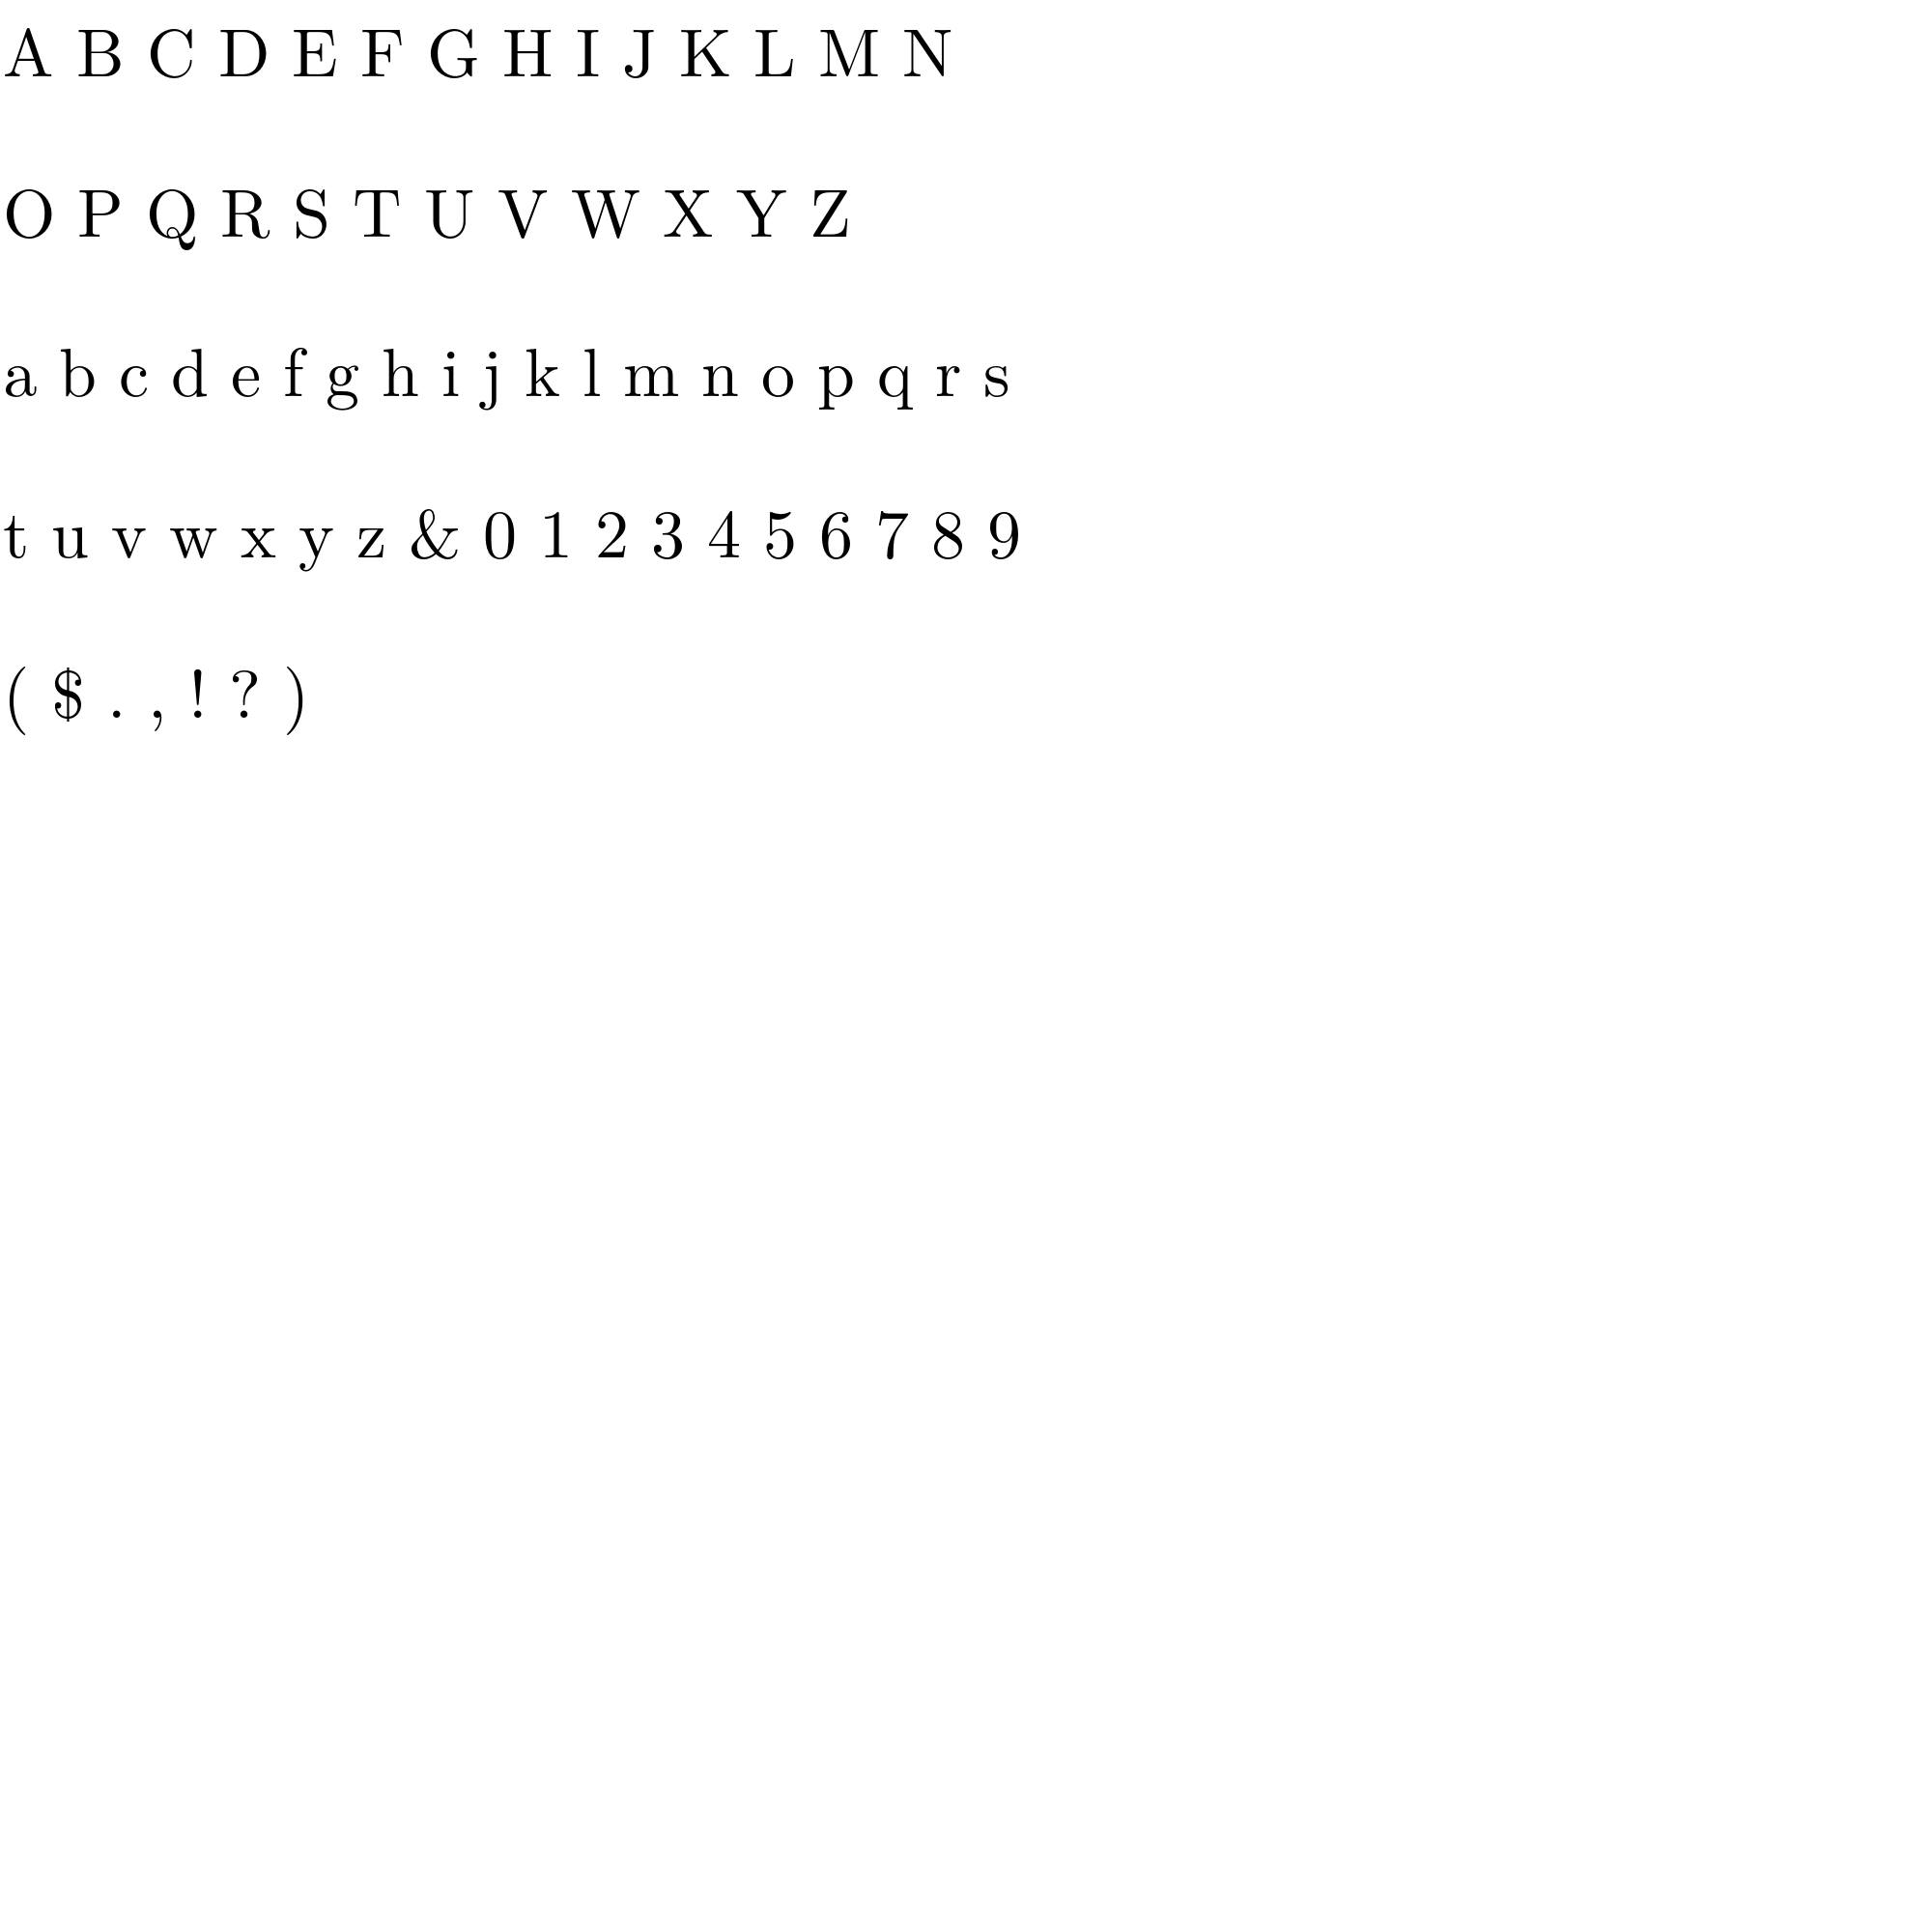 A B C D E F G H I J K L M N
O P Q R S T U V W X Y Z
a b c d e f g h i j k l m n o p q r s
t u v w x y z & 0 1 2 3 4 5 6 7 8 9
( $ . , ! ? )